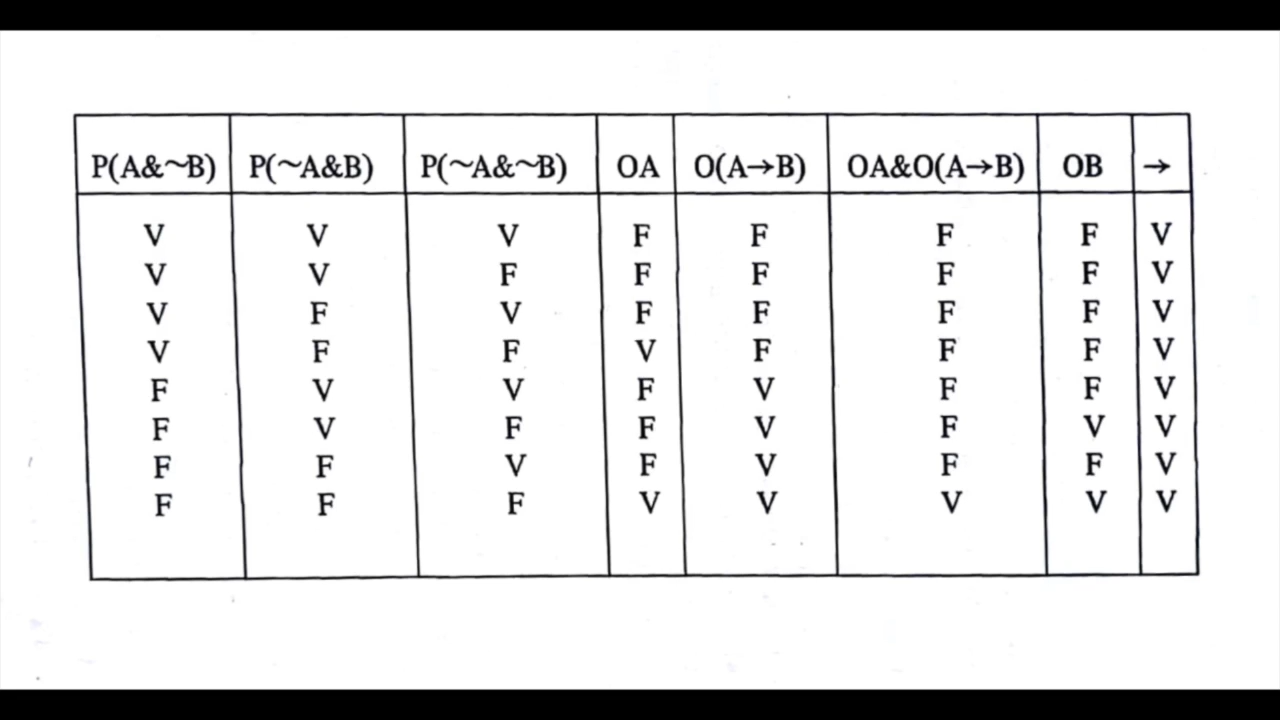 P(A&~B) P(~A&B) P(~A&~B) OA O(A→B) OA&O(A→B) OB →
V V V F F F F V
V V F F F F F V
V F V F F F F V
V F F V F F F V
F V V F V F F V
F V F F V F V V
F F V F V F F V
F F F V V V V V